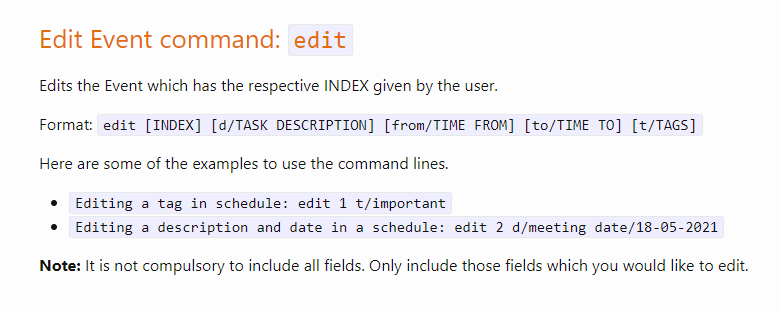 Edit Event command: edit
Edits the Event which has the respective INDEX given by the user.
Format: edit [INDEX] [d/TASK DESCRIPTION] [from/TIME FROM] [to/TIME TO] [t/TAGS]
Here are some of the examples to use the command lines.
• Editing a tag in schedule: edit 1 t/important
• Editing a description and date in a schedule: edit 2 d/meeting date/18-05-2021
Note: It is not compulsory to include all fields. Only include those fields which you would like to edit.